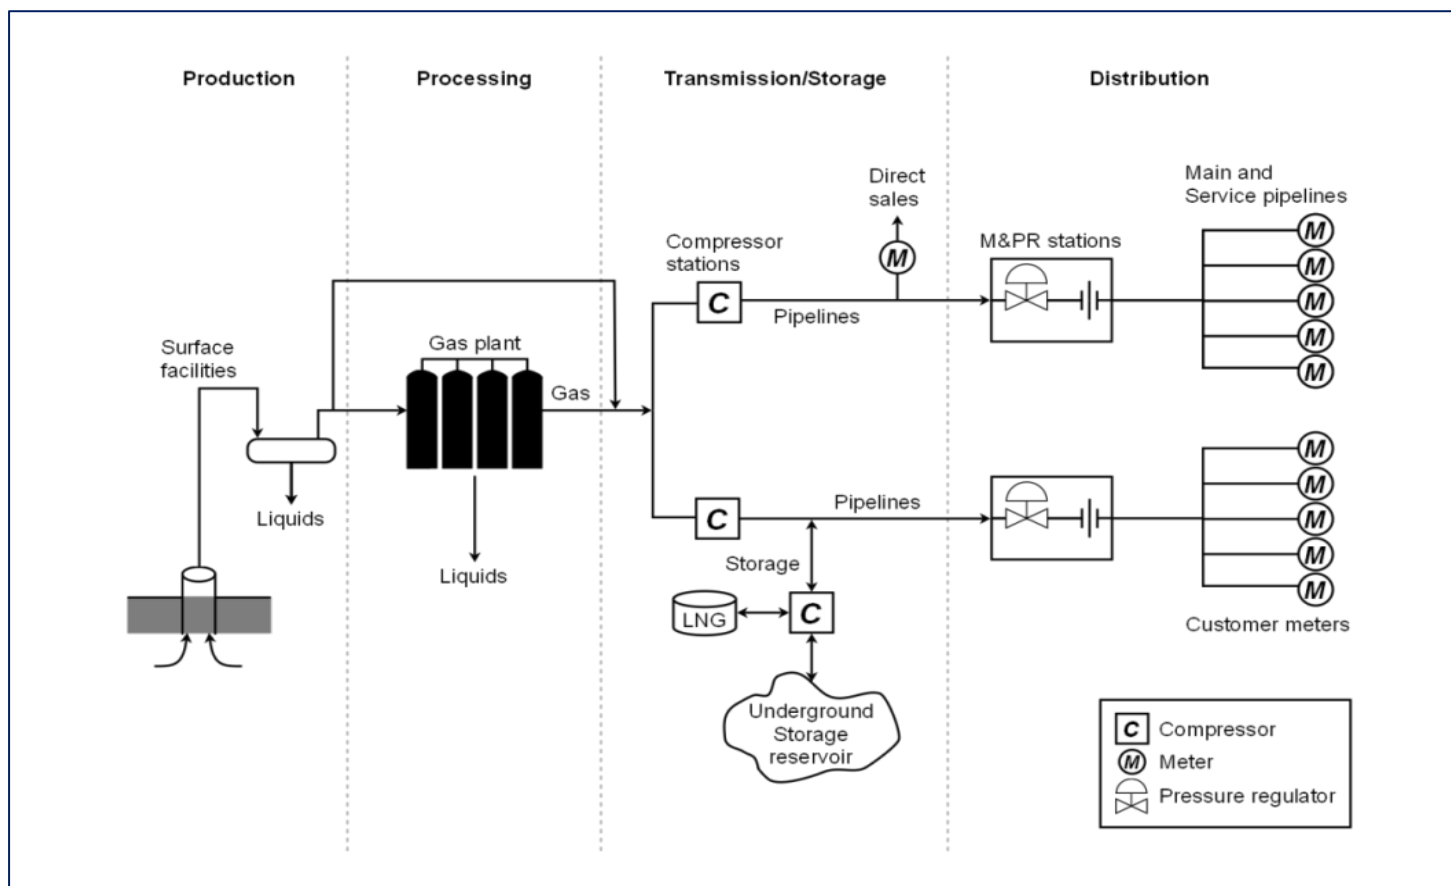 Production
Processing
Transmission/Storage
Distribution
Surface
facilities
Liquids
Gas plant
Gas
Liquids
Compressor
stations
C
Pipelines
Direct
sales
M
C
Pipelines
Storage
LNG
C
Underground
Storage
reservoir
M&PR stations
Main and
Service pipelines
M
M
M
M
M
M
M
M
M
M
Customer meters
C Compressor
M Meter
Pressure regulator